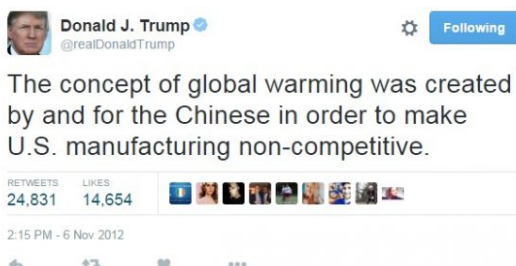 Donald J. Trump
@realDonaldTrump
Following
The concept of global warming was created
by and for the Chinese in order to make
U.S. manufacturing non-competitive.
RETWEETS LIKES
24,831 14,654
2:15 PM - 6 Nov 2012